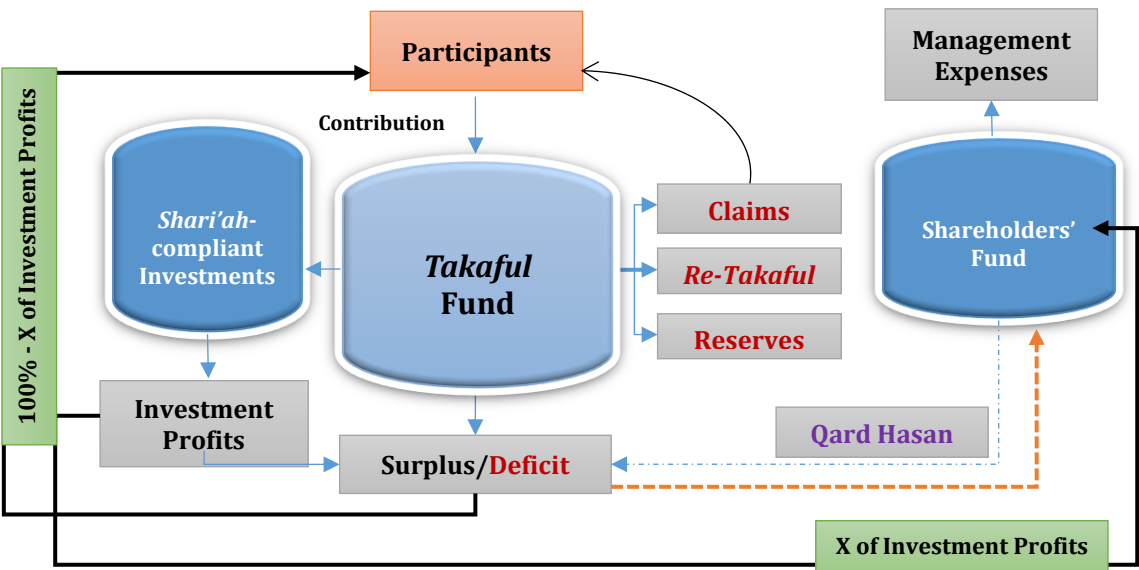 Participants
Management
Expenses
100% - X of Investment Profits
Contribution
Shari’ah-
compliant
Investments
Takaful
Fund
Claims
Re-Takaful
Reserves
Shareholders’
Fund
Investment
Profits
Surplus/Deficit
Qard Hasan
X of Investment Profits